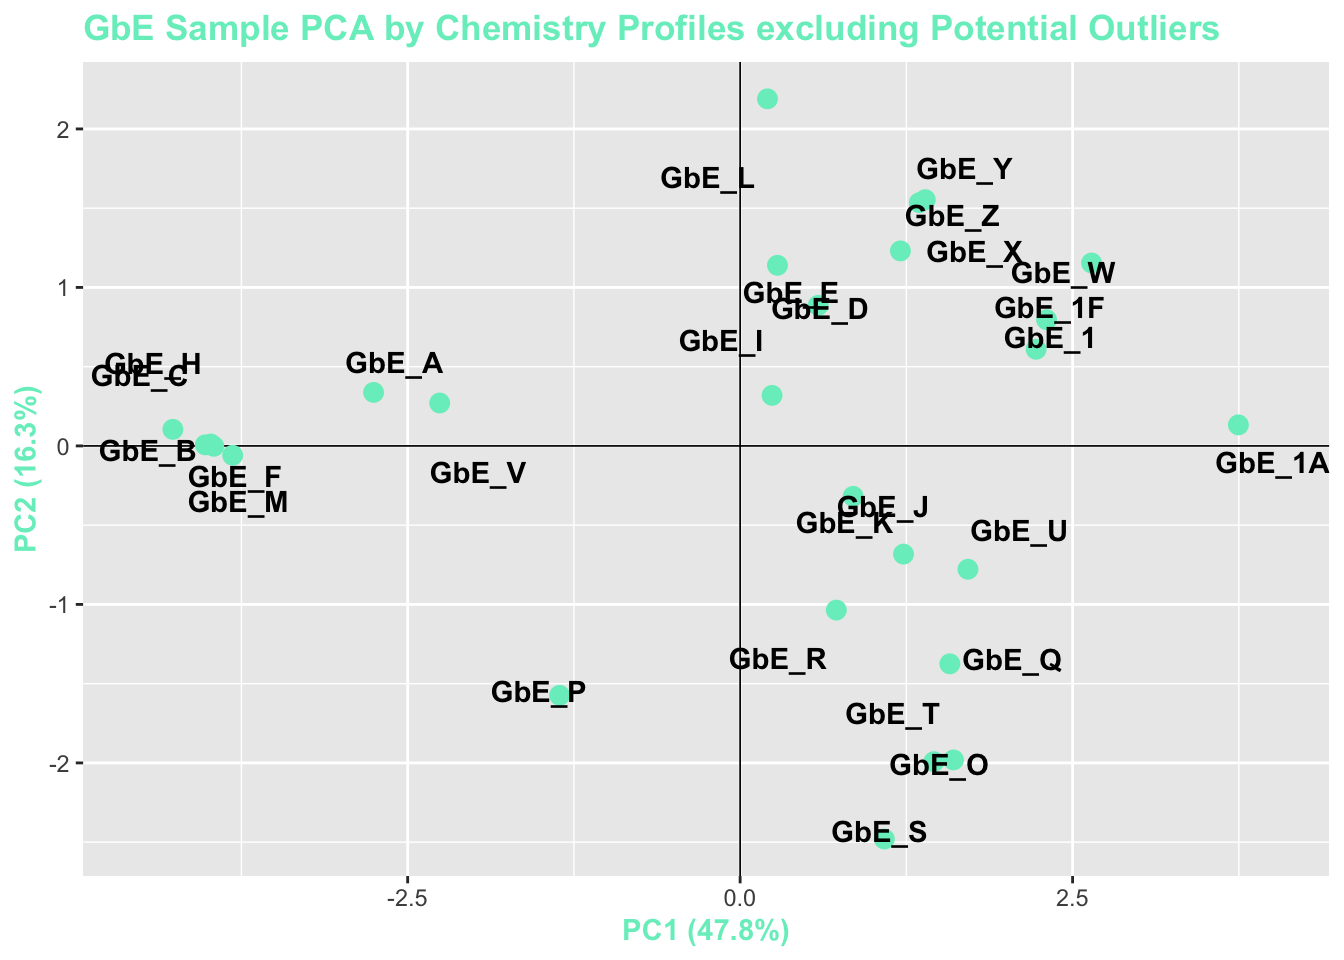 GbE Sample PCA by Chemistry Profiles excluding Potential Outliers
2
1
0
-1
-2
PC2 (16.3%)
GbE_L
GbE_Y
GbE_Z
GbE_X
GbE_W
GbE_E
GbE_D
GbE_1F
GbE_I
GbE_1
GbE_H
GbE_C
GbE_A
GbE_B
GbE_F
GbE_M
GbE_V
GbE_1A
GbE_J
GbE_K
GbE_U
GbE_R
GbE_Q
GbE_P
GbE_T
GbE_O
GbE_S
-2.5
0.0
2.5
PC1 (47.8%)